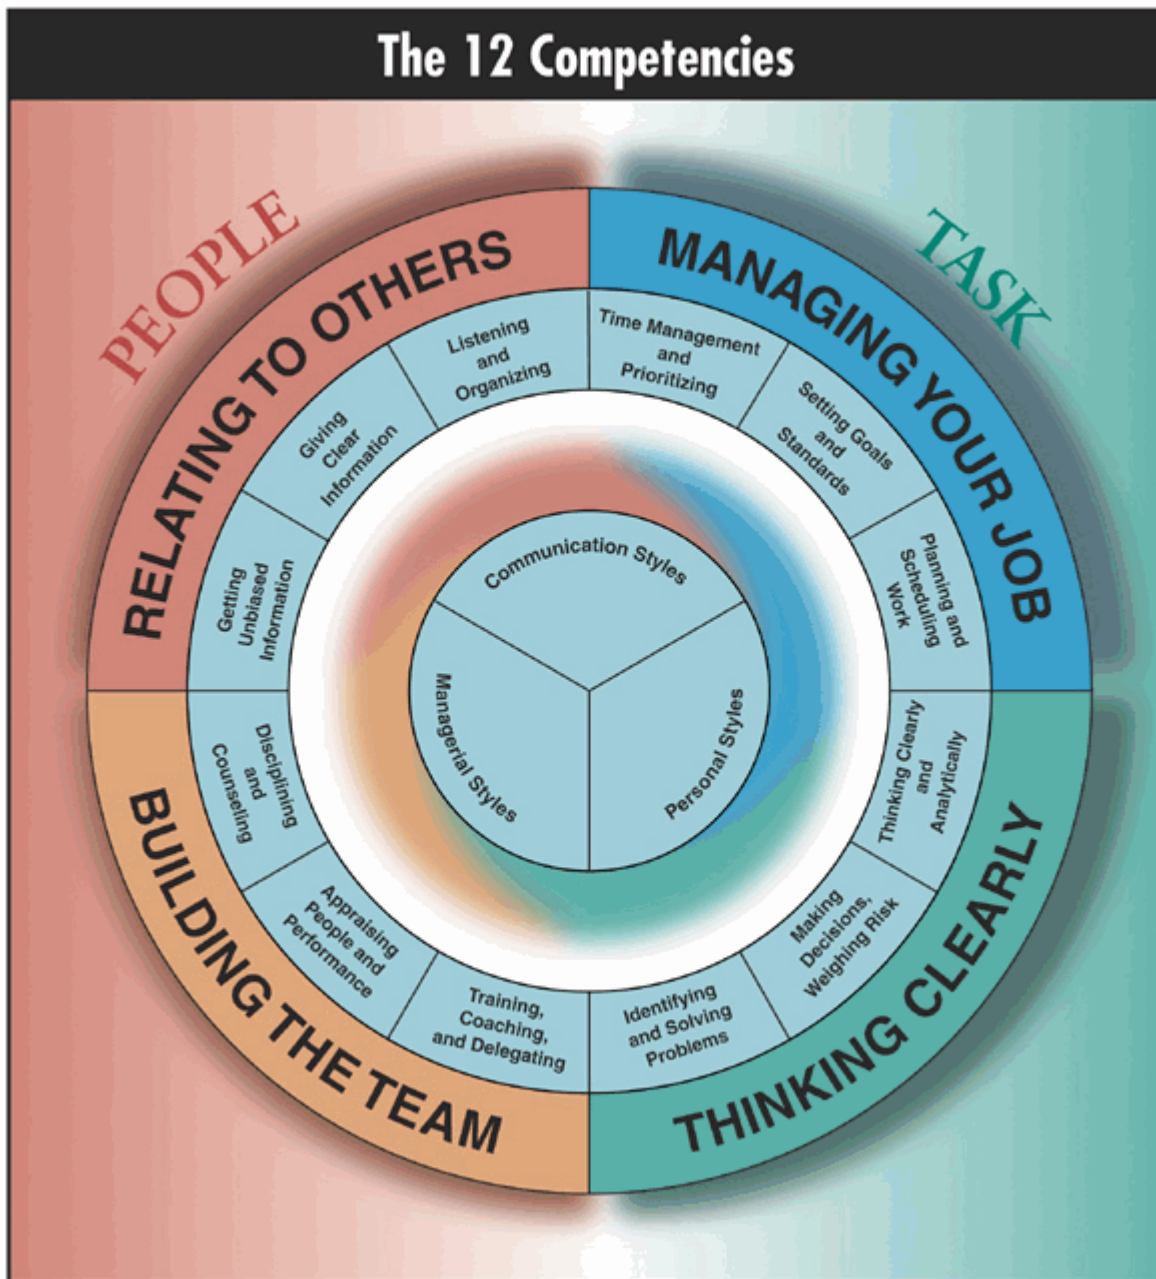 The 12 Competencies
PEOPLE
TASK
RELATING TO OTHERS
MANAGING YOUR JOB
Listening
and
Organizing
Time Management
and
Prioritizing
Giving
Clear
Information
Setting Goals
and
Standards
Getting
Unbiased
Information
Planning and
Scheduling
Work
Communication Styles
Managerial Styles
Personal Styles
Disciplining
and
Counseling
Thinking Clearly
and
Analytically
Appraising
People and
Performance
Making
Decisions,
Weighing Risk
Training,
Coaching,
and Delegating
Identifying
and Solving
Problems
BUILDING THE TEAM
THINKING CLEARLY